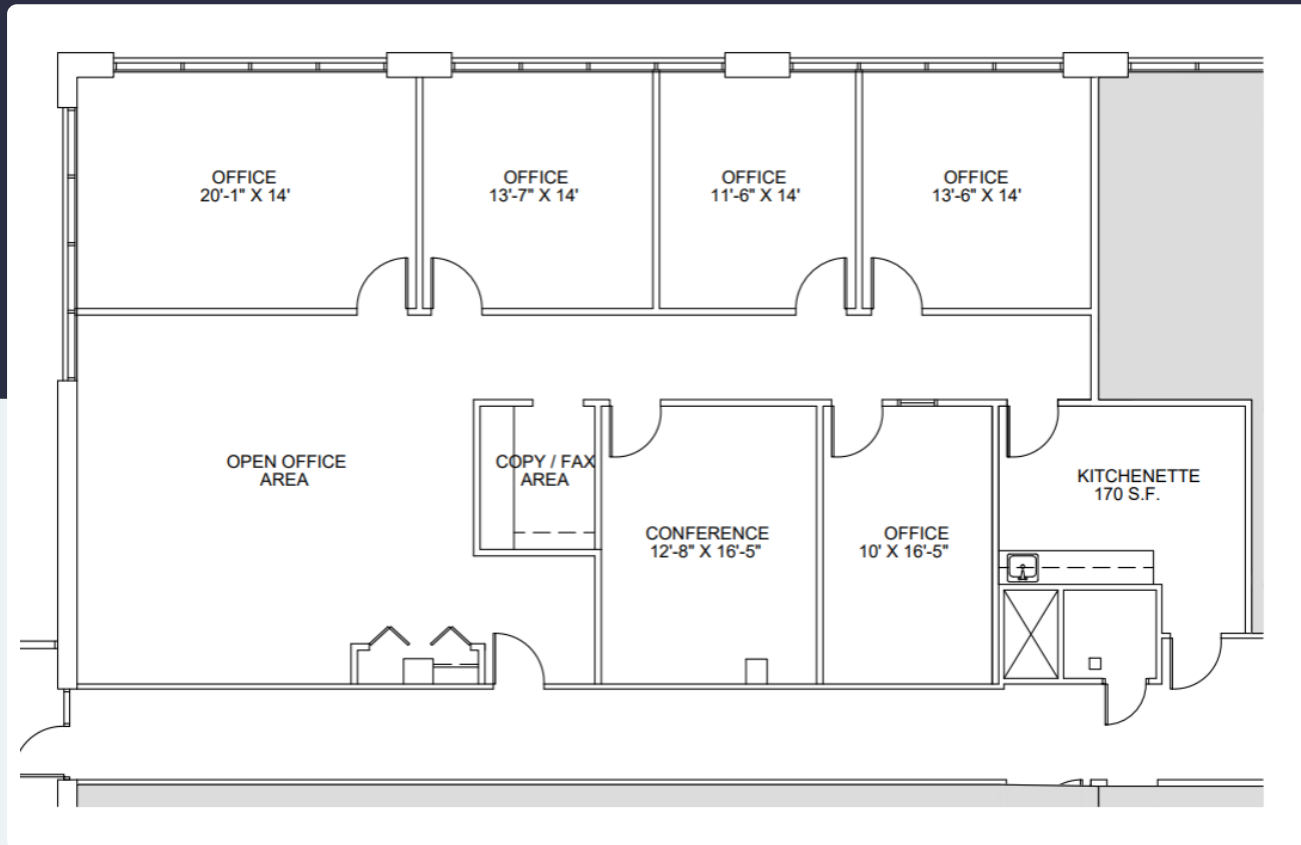 OFFICE
20'-1" X 14'
OFFICE
13'-7" X 14'
OFFICE
11'-6" X 14'
OFFICE
13'-6" X 14'
OPEN OFFICE
AREA
COPY / FAX
AREA
CONFERENCE
12'-8" X 16'-5"
OFFICE
10' X 16'-5"
KITCHENETTE
170 S.F.